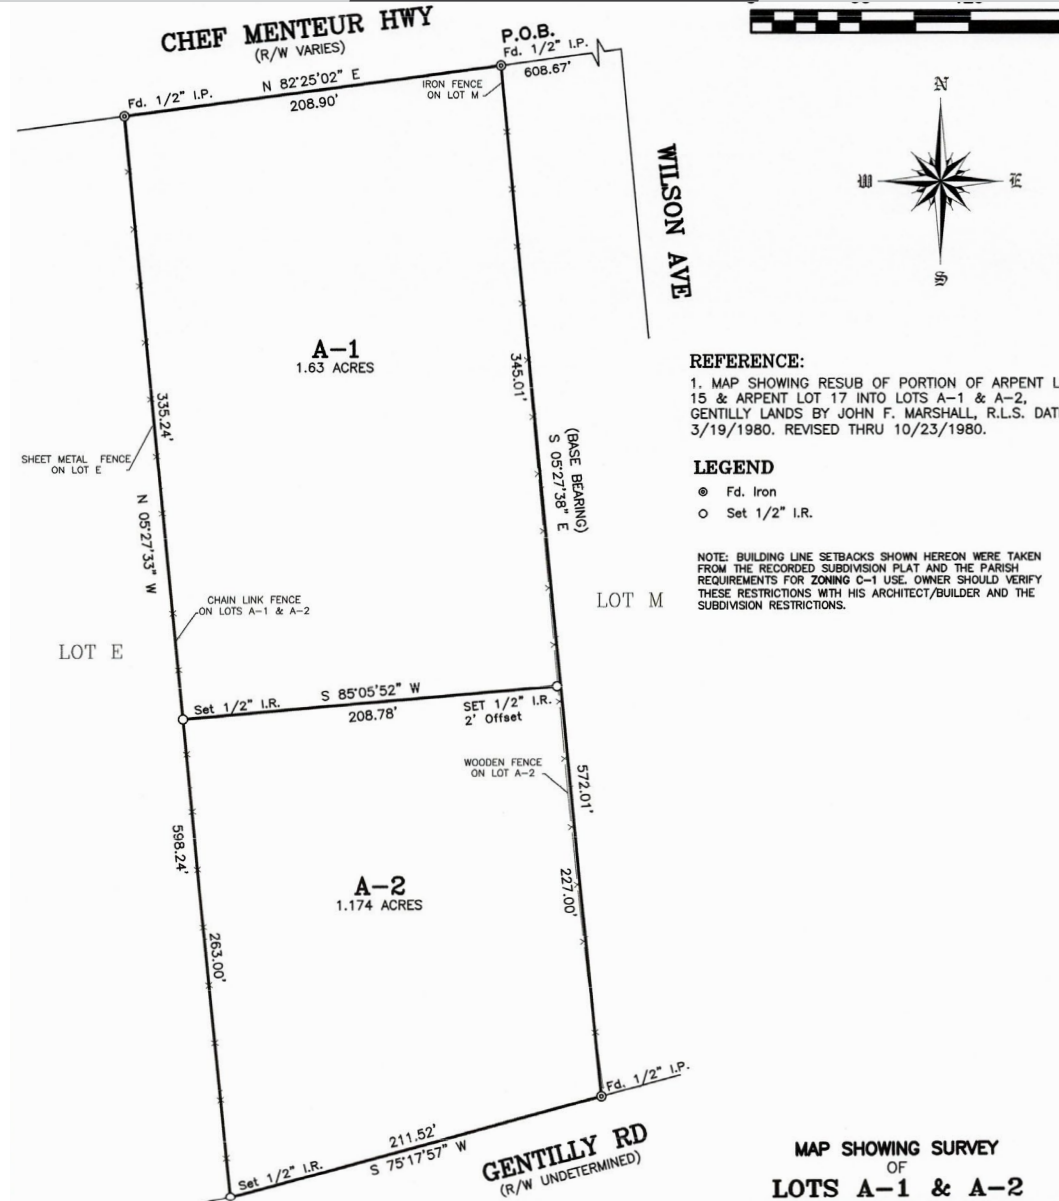 CHEF MENTEUR HWY
(R/W VARIES)
P.O.B.
Fd. 1/2" I.P.
608.67'
N 82°25'02" E
208.90'
Fd. 1/2" I.P.
IRON FENCE
ON LOT M
WILSON AVE
N
W
E
S
A-1
1.63 ACRES
345.01'
335.24'
SHEET METAL FENCE
ON LOT E
(BASE BEARING)
S 05°27'38" E
N 05°27'33" W
CHAIN LINK FENCE
ON LOTS A-1 & A-2
LOT E
LOT M
REFERENCE:
1. MAP SHOWING RESUB OF PORTION OF ARPENT L
15 & ARPENT LOT 17 INTO LOTS A-1 & A-2,
GENTILLY LANDS BY JOHN F. MARSHALL, R.L.S. DAT
3/19/1980. REVISED THRU 10/23/1980.
LEGEND
Fd. Iron
Set 1/2" I.R.
NOTE: BUILDING LINE SETBACKS SHOWN HEREON WERE TAKEN
FROM THE RECORDED SUBDIVISION PLAT AND THE PARISH
REQUIREMENTS FOR ZONING C-1 USE. OWNER SHOULD VERIFY
THESE RESTRICTIONS WITH HIS ARCHITECT/BUILDER AND THE
SUBDIVISION RESTRICTIONS.
Set 1/2" I.R.
S 85°05'52" W
208.78'
SET 1/2" I.R.
2' Offset
WOODEN FENCE
ON LOT A-2
572.01'
598.24'
A-2
1.174 ACRES
227.00'
263.00'
Fd. 1/2" I.P.
211.52'
S 75°17'57" W
Set 1/2" I.R.
GENTILLY RD
(R/W UNDETERMINED)
MAP SHOWING SURVEY
OF
LOTS A-1 & A-2